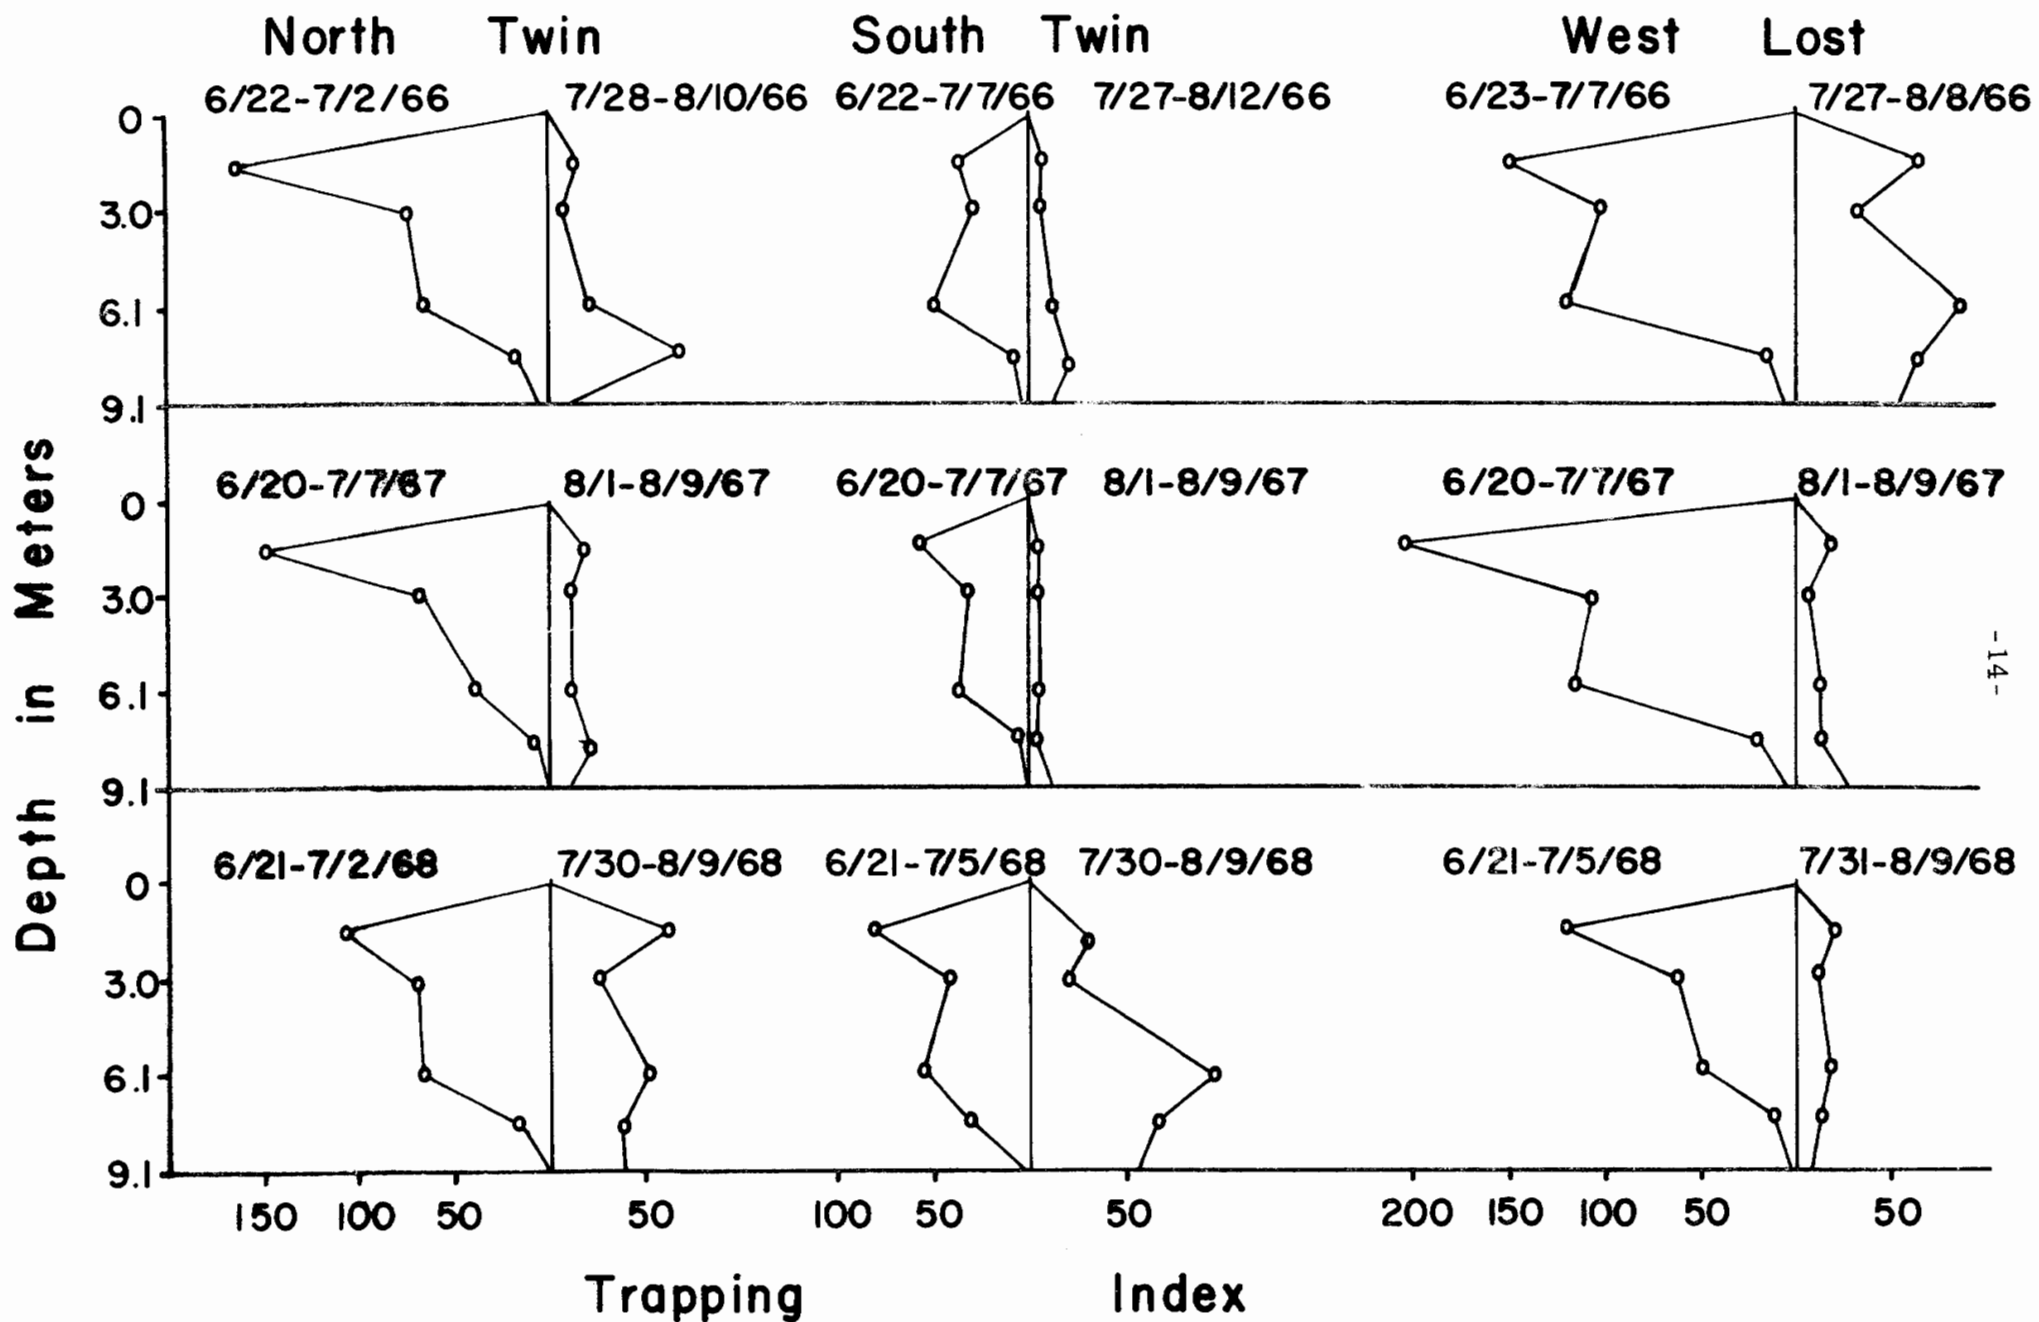 North Twin South Twin West Lost
6/22-7/2/66 7/28-8/10/66 6/22-7/7/66 7/27-8/12/66 6/23-7/7/66 7/27-8/8/66
0
3.0
6.1
9.1
6/20-7/7/67 8/1-8/9/67 6/20-7/7/67 8/1-8/9/67 6/20-7/7/67 8/1-8/9/67
0
3.0
6.1
9.1
6/21-7/2/68 7/30-8/9/68 6/21-7/5/68 7/30-8/9/68 6/21-7/5/68 7/31-8/9/68
0
3.0
6.1
9.1
150 100 50 50 100 50 50 200 150 100 50 50
Depth in Meters
Trapping Index
-14-